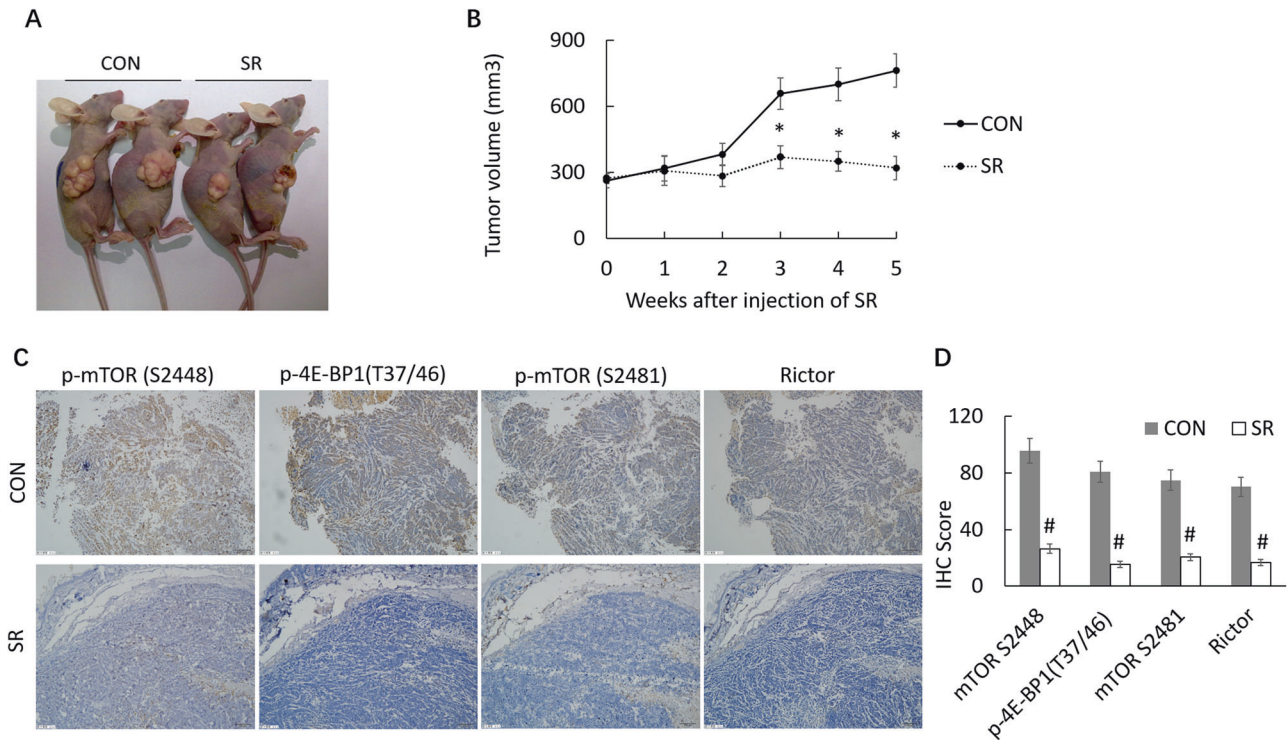 A
CON SR
B
Tumor volume (mm3)
900
600
300
0
* * *
0 1 2 3 4 5
Weeks after injection of SR
CON
SR
C
p-mTOR (S2448) p-4E-BP1(T37/46) p-mTOR (S2481) Rictor
CON
SR
D
IHC Score
120
80
40
0
CON SR
# # # #
mTOR S2448
p-4E-BP1(T37/46)
mTOR S2481
Rictor